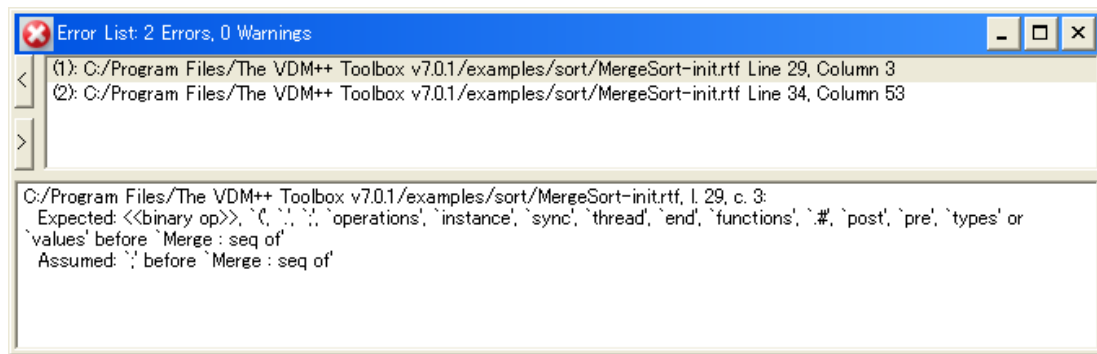 Error List: 2 Errors, 0 Warnings
<
(1): C:/Program Files/The VDM++ Toolbox v7.0.1/examples/sort/MergeSort-init.rtf Line 29, Column 3
(2): C:/Program Files/The VDM++ Toolbox v7.0.1/examples/sort/MergeSort-init.rtf Line 34, Column 53
>
C:/Program Files/The VDM++ Toolbox v7.0.1/examples/sort/MergeSort-init.rtf, l. 29, c. 3:
Expected: <<binary op>>, `(', `.', `;', `operations', `instance', `sync', `thread', `end', `functions', `.#', `post', `pre', `types' or
`values' before `Merge : seq of'
Assumed: `;' before `Merge : seq of'